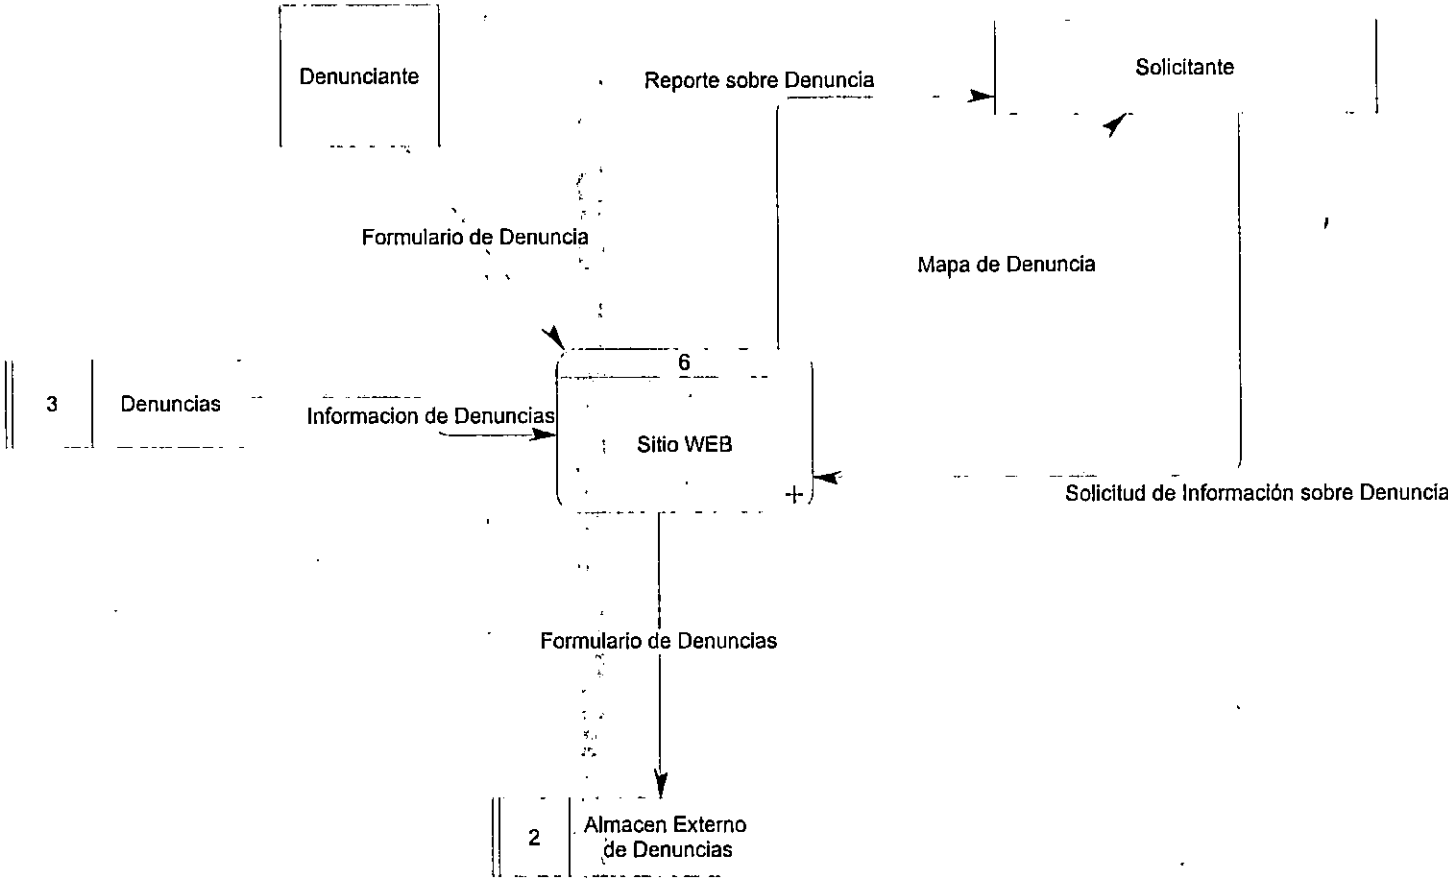 Denunciante
Reporte sobre Denuncia
Solicitante
Formulario de Denuncia
Mapa de Denuncia
6
3
Denuncias
Informacion de Denuncias
Sitio WEB
Solicitud de Información sobre Denuncia
Formulario de Denuncias
2
Almacen Externo
de Denuncias